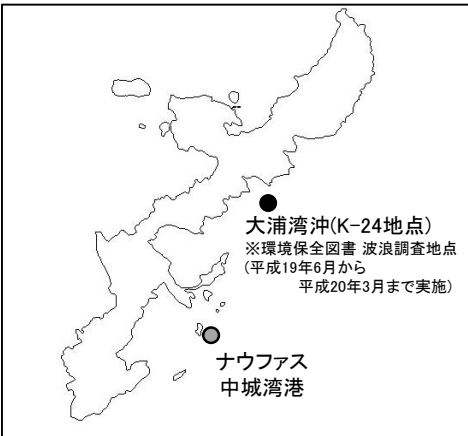 大浦湾沖(K-24地点)
※環境保全図書 波浪調査地点
(平成19年6月から
平成20年3月まで実施)
ナウファス
中城湾港